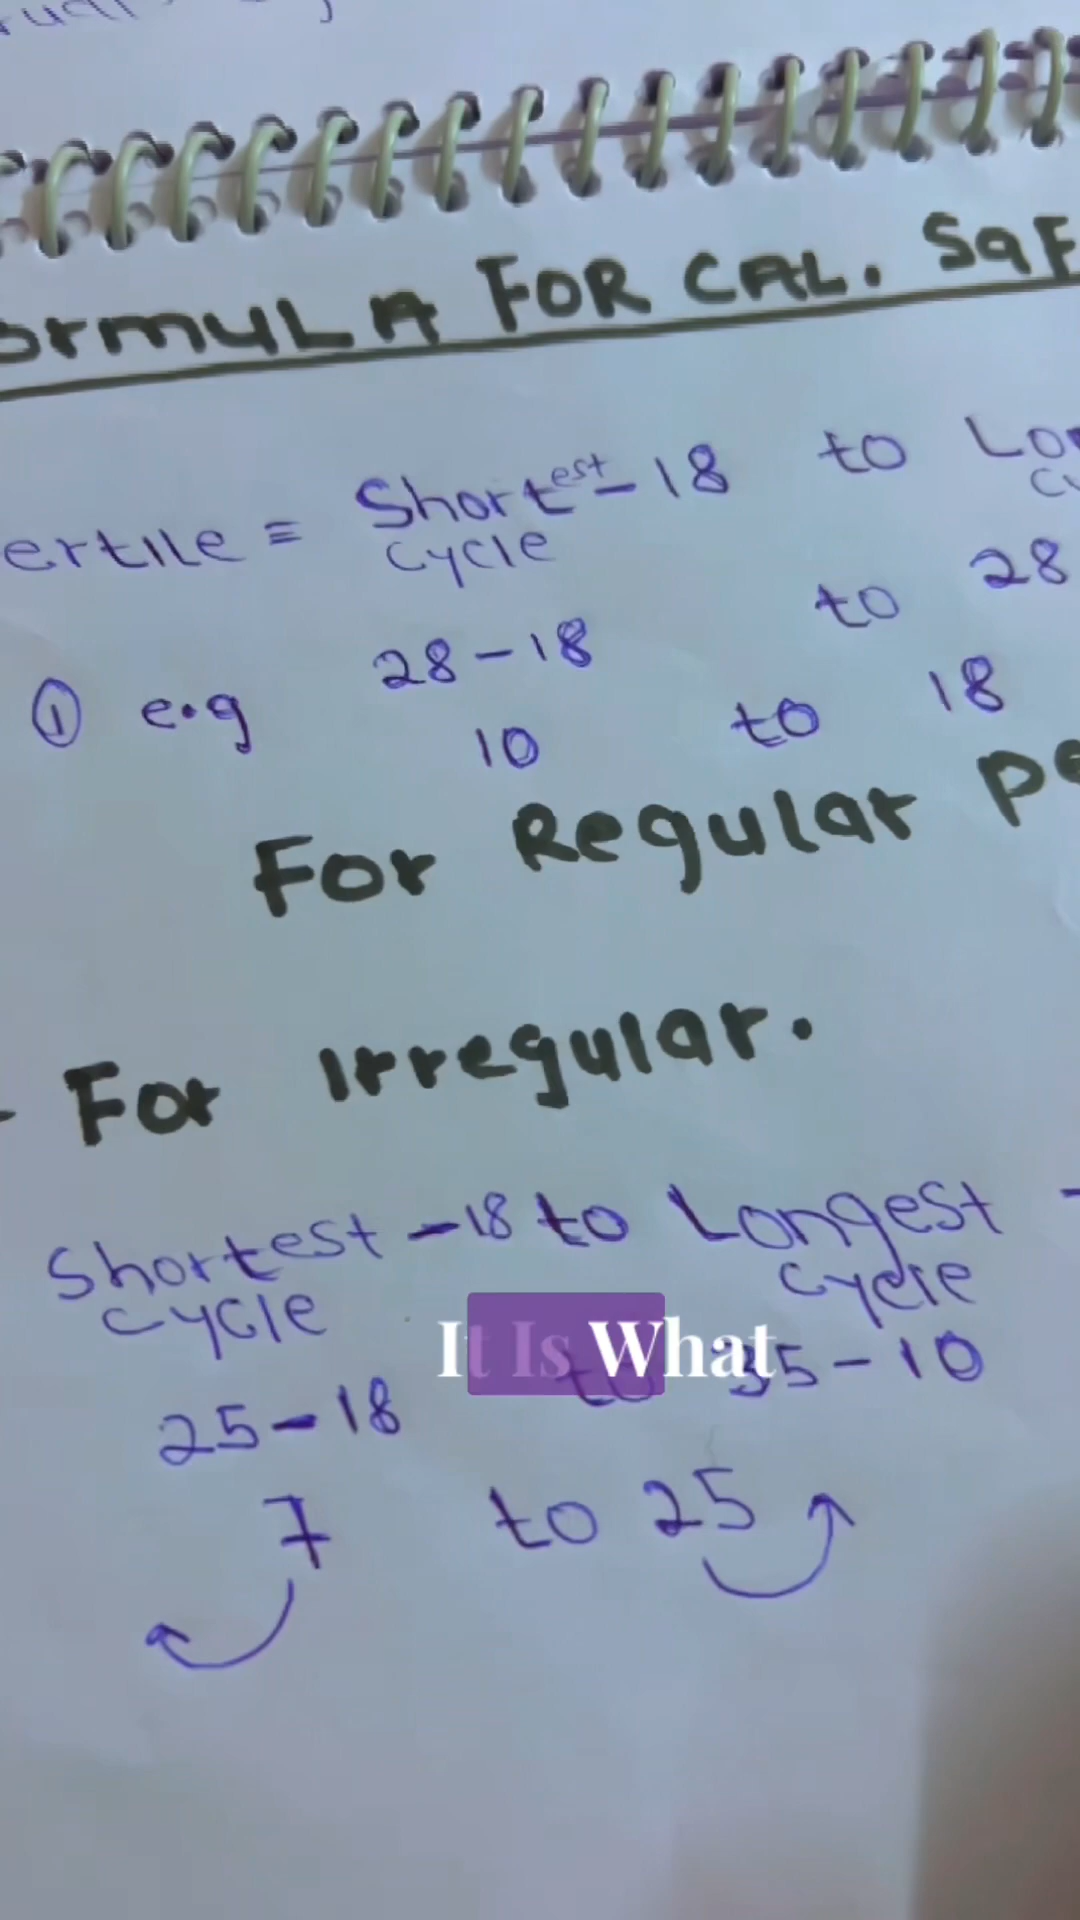 ormula FOR CAL. SaF
ertile = Shortest - 18 to Lo
cycle cy
28 - 18 to 28
① e.g
10 to 18
For Regular Pe
For Irregular.
Shortest - 18 to Longest -
cycle cycle
It Is What
25 - 18 to 35 - 10
7 to 25